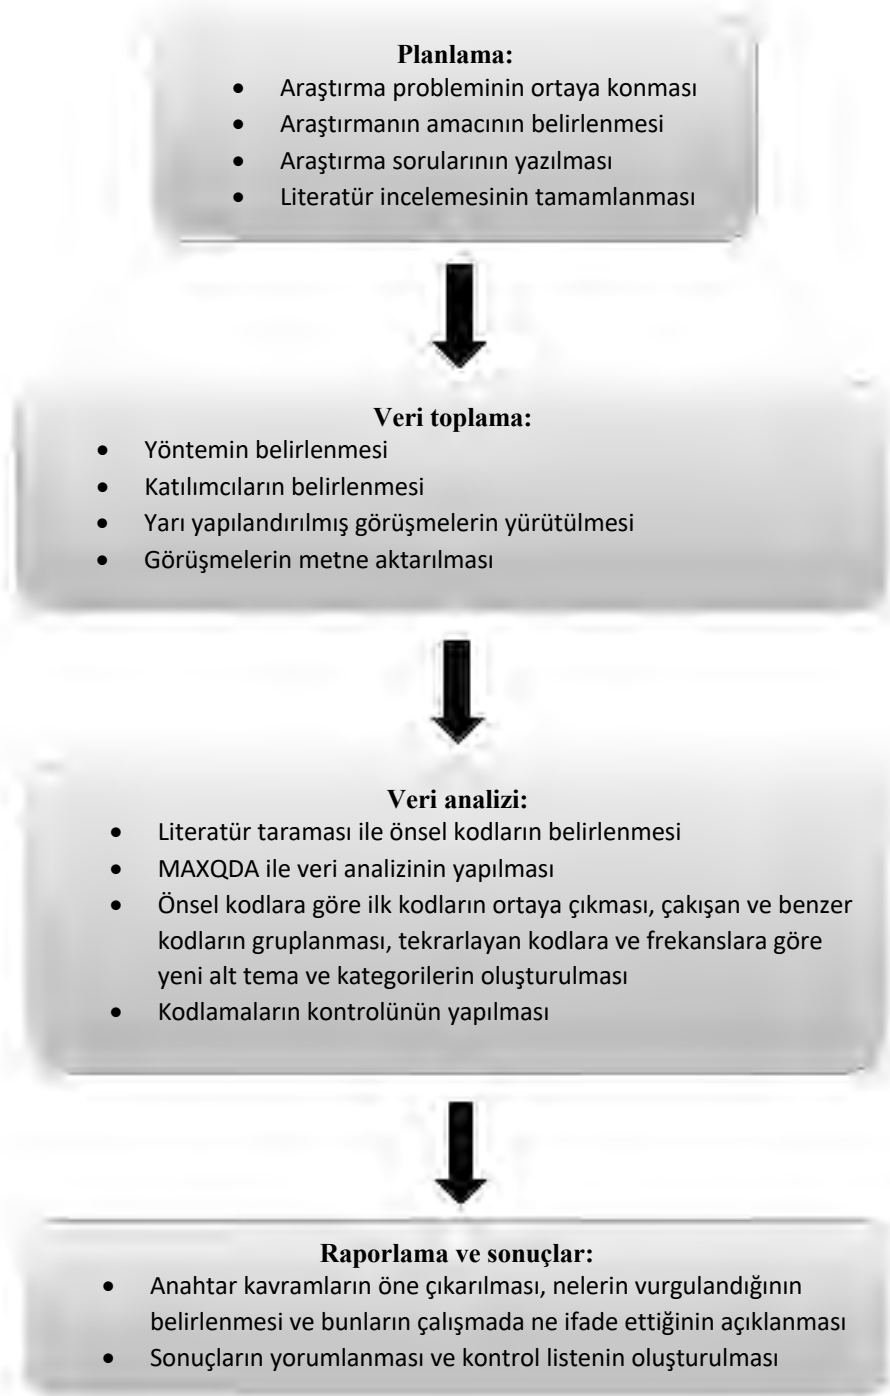 Planlama:
• Araştırma probleminin ortaya konması
• Araştırmanın amacının belirlenmesi
• Araştırma sorularının yazılması
• Literatür incelemesinin tamamlanması
Veri toplama:
• Yöntemin belirlenmesi
• Katılımcıların belirlenmesi
• Yarı yapılandırılmış görüşmelerin yürütülmesi
• Görüşmelerin metne aktarılması
Veri analizi:
• Literatür taraması ile önsel kodların belirlenmesi
• MAXQDA ile veri analizinin yapılması
• Önsel kodlara göre ilk kodların ortaya çıkması, çakışan ve benzer
kodların gruplanması, tekrarlayan kodlara ve frekanslara göre
yeni alt tema ve kategorilerin oluşturulması
• Kodlamaların kontrolünün yapılması
Raporlama ve sonuçlar:
• Anahtar kavramların öne çıkarılması, nelerin vurgulandığının
belirlenmesi ve bunların çalışmada ne ifade ettiğinin açıklanması
• Sonuçların yorumlanması ve kontrol listenin oluşturulması